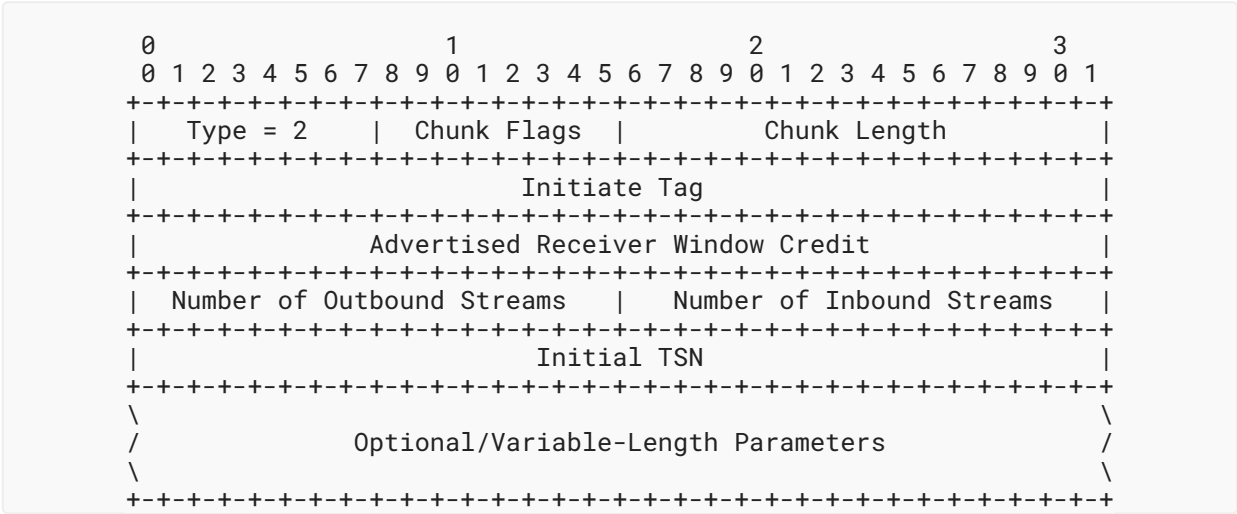 0                   1                   2                   3
 0 1 2 3 4 5 6 7 8 9 0 1 2 3 4 5 6 7 8 9 0 1 2 3 4 5 6 7 8 9 0 1
+-+-+-+-+-+-+-+-+-+-+-+-+-+-+-+-+-+-+-+-+-+-+-+-+-+-+-+-+-+-+-+-+
|   Type = 2    |  Chunk Flags  |         Chunk Length          |
+-+-+-+-+-+-+-+-+-+-+-+-+-+-+-+-+-+-+-+-+-+-+-+-+-+-+-+-+-+-+-+-+
|                         Initiate Tag                          |
+-+-+-+-+-+-+-+-+-+-+-+-+-+-+-+-+-+-+-+-+-+-+-+-+-+-+-+-+-+-+-+-+
|               Advertised Receiver Window Credit               |
+-+-+-+-+-+-+-+-+-+-+-+-+-+-+-+-+-+-+-+-+-+-+-+-+-+-+-+-+-+-+-+-+
|  Number of Outbound Streams   |   Number of Inbound Streams   |
+-+-+-+-+-+-+-+-+-+-+-+-+-+-+-+-+-+-+-+-+-+-+-+-+-+-+-+-+-+-+-+-+
|                          Initial TSN                          |
+-+-+-+-+-+-+-+-+-+-+-+-+-+-+-+-+-+-+-+-+-+-+-+-+-+-+-+-+-+-+-+-+
\                                                               \
/              Optional/Variable-Length Parameters              /
\                                                               \
+-+-+-+-+-+-+-+-+-+-+-+-+-+-+-+-+-+-+-+-+-+-+-+-+-+-+-+-+-+-+-+-+